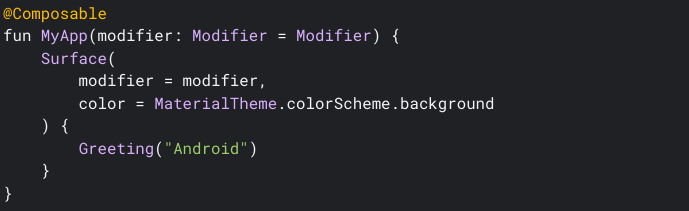 @Composable
fun MyApp(modifier: Modifier = Modifier) {
    Surface(
        modifier = modifier,
        color = MaterialTheme.colorScheme.background
    ) {
        Greeting("Android")
    }
}